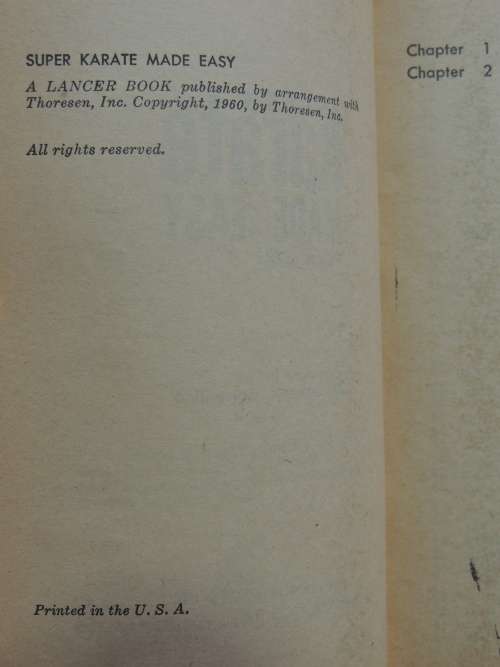 SUPER KARATE MADE EASY
A LANCER BOOK published by arrangement with
Thoresen, Inc. Copyright, 1960, by Thoresen, Inc.
All rights reserved.
Printed in the U. S. A.
Chapter 1
Chapter 2